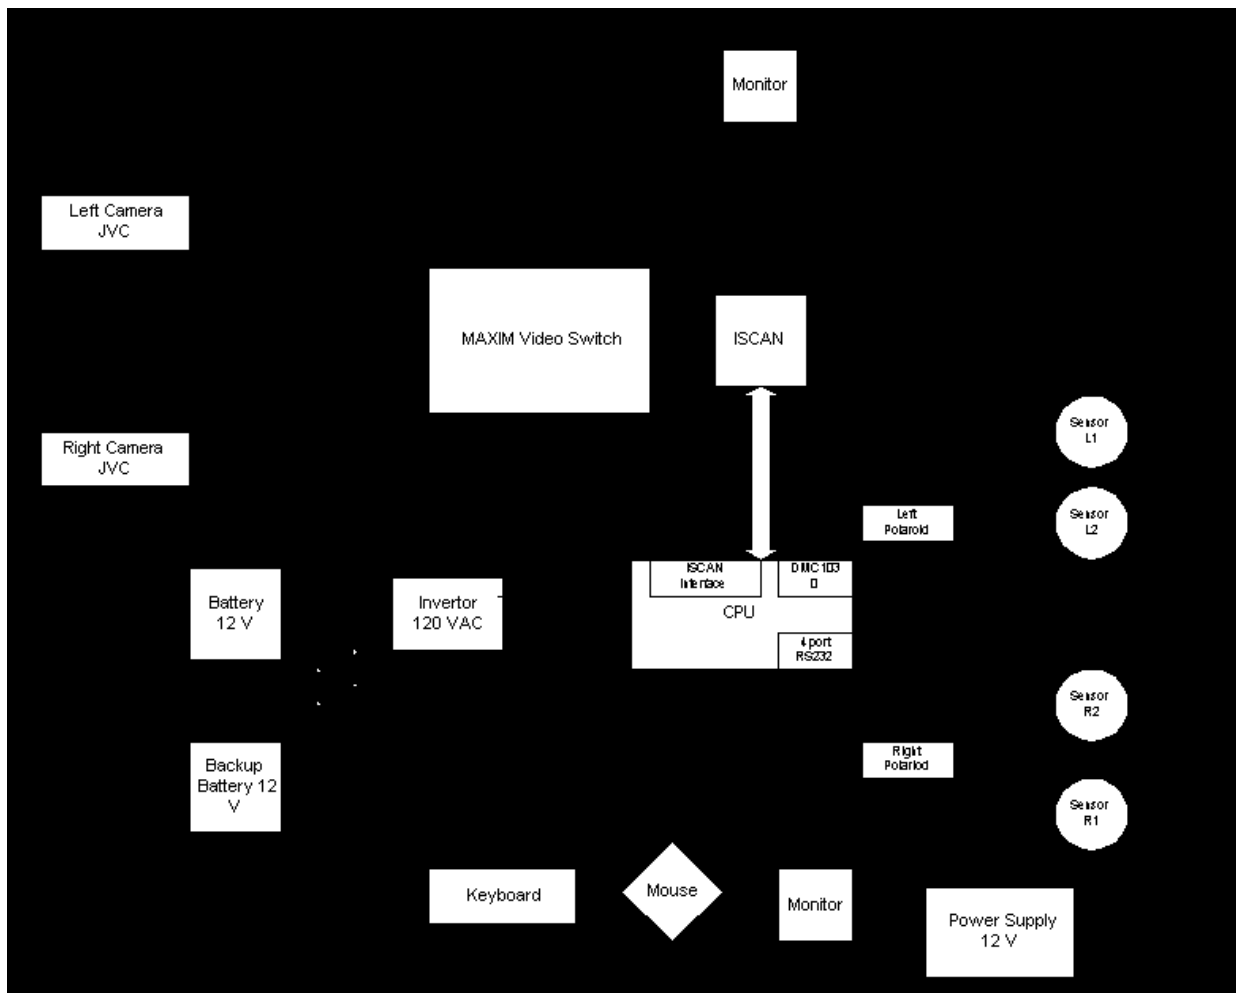 Monitor
Left Camera
JVC
MAXIM Video Switch
ISCAN
Sensor
L1
Right Camera
JVC
Left
Polaroid
Sensor
L2
Battery
12 V
Invertor
120 VAC
ISCAN
Interface
DMC103
0
CPU
4 port
RS232
Sensor
R2
Right
Polariod
Backup
Battery 12
V
Sensor
R1
Keyboard
Mouse
Monitor
Power Supply
12 V